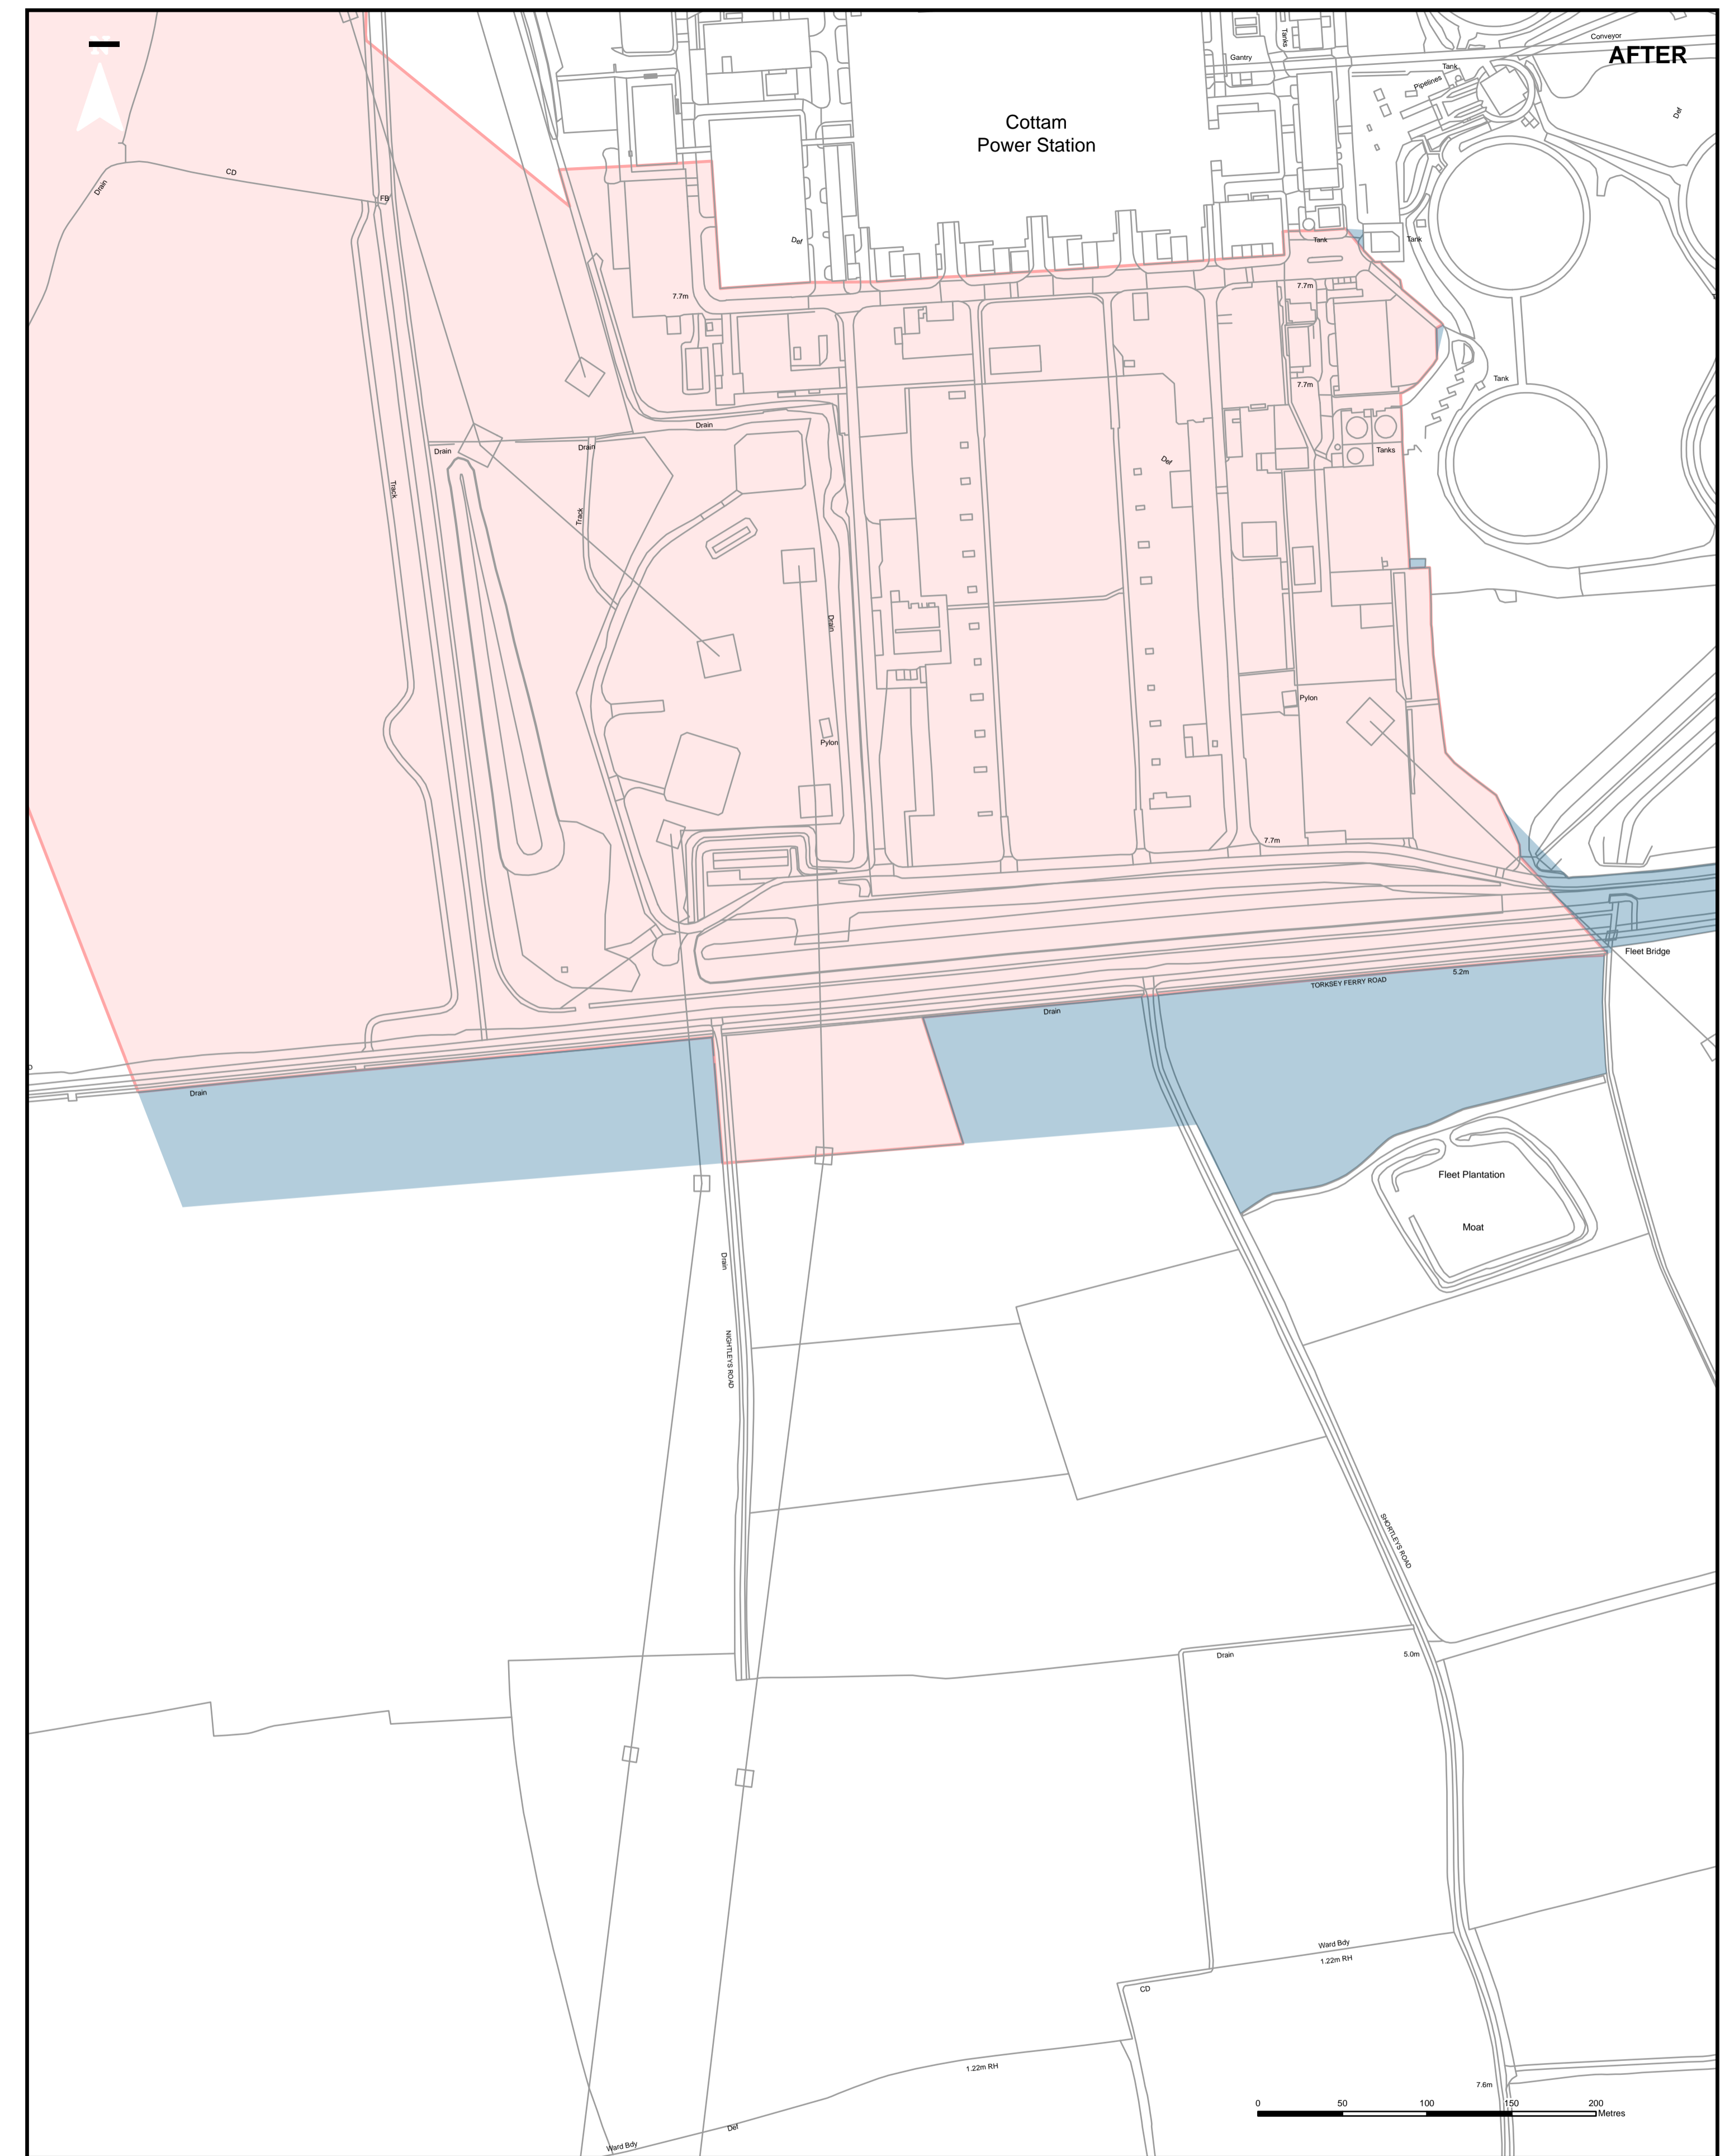 AFTER
N
Conveyor
Gantry
Tanks
Tank
Pipelines
Def
Cottam
Power Station
CD
Drain
FB
Def
Tank
Tank
7.7m
7.7m
Tank
7.7m
Drain
Drain
Drain
Tanks
Def
Track
Track
Drain
Pylon
Pylon
7.7m
Fleet Bridge
5.2m
TORKSEY FERRY ROAD
Drain
Drain
Fleet Plantation
Moat
Drain
NIGHTLEYS ROAD
SHORTLEYS ROAD
Drain
5.0m
Ward Bdy
1.22m RH
CD
1.22m RH
7.6m
Def
Ward Bdy
0 50 100 150 200
Metres